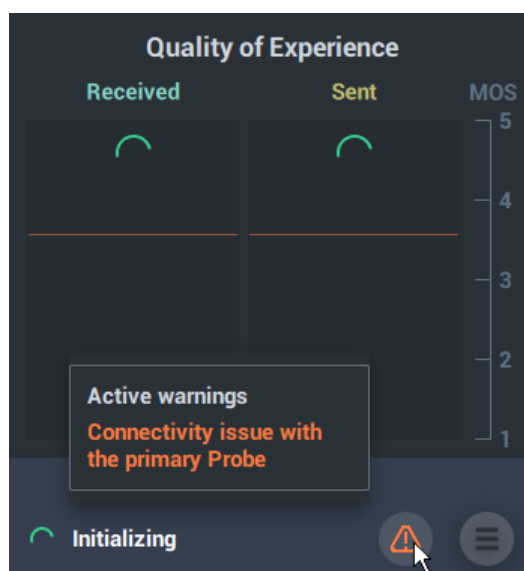 Quality of Experience
Received
Sent
MOS
5
4
3
2
1
Active warnings
Connectivity issue with
the primary Probe
Initializing